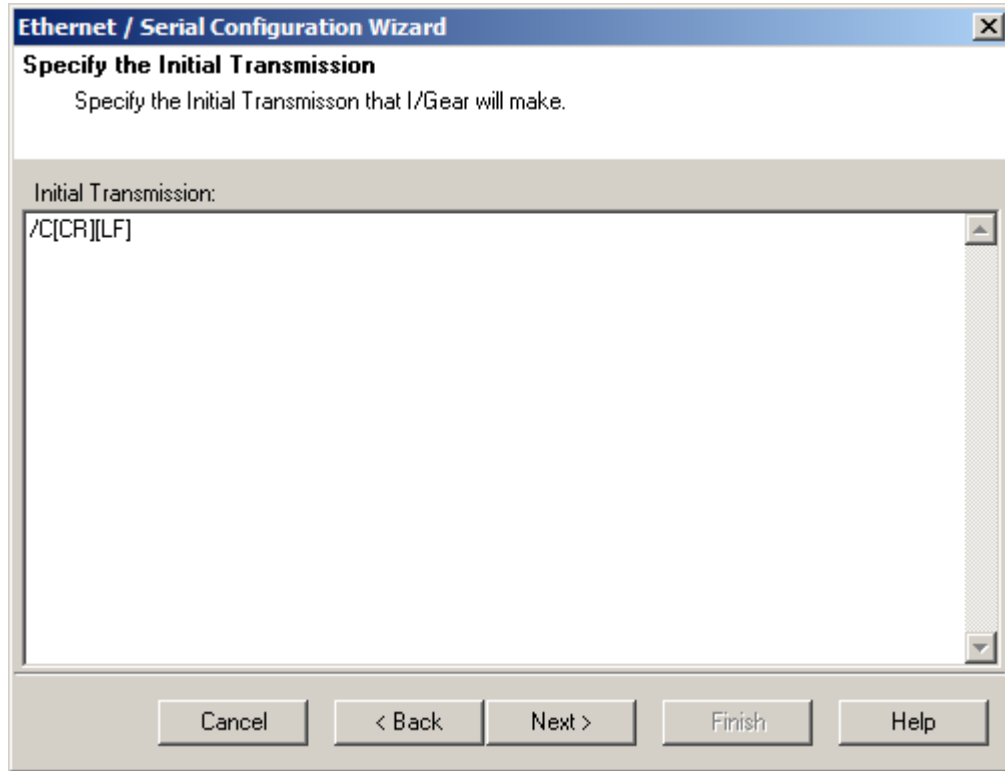 Ethernet / Serial Configuration Wizard
Specify the Initial Transmission
Specify the Initial Transmisson that I/Gear will make.
Initial Transmission:
/C[CR][LF]
Cancel
< Back
Next >
Finish
Help